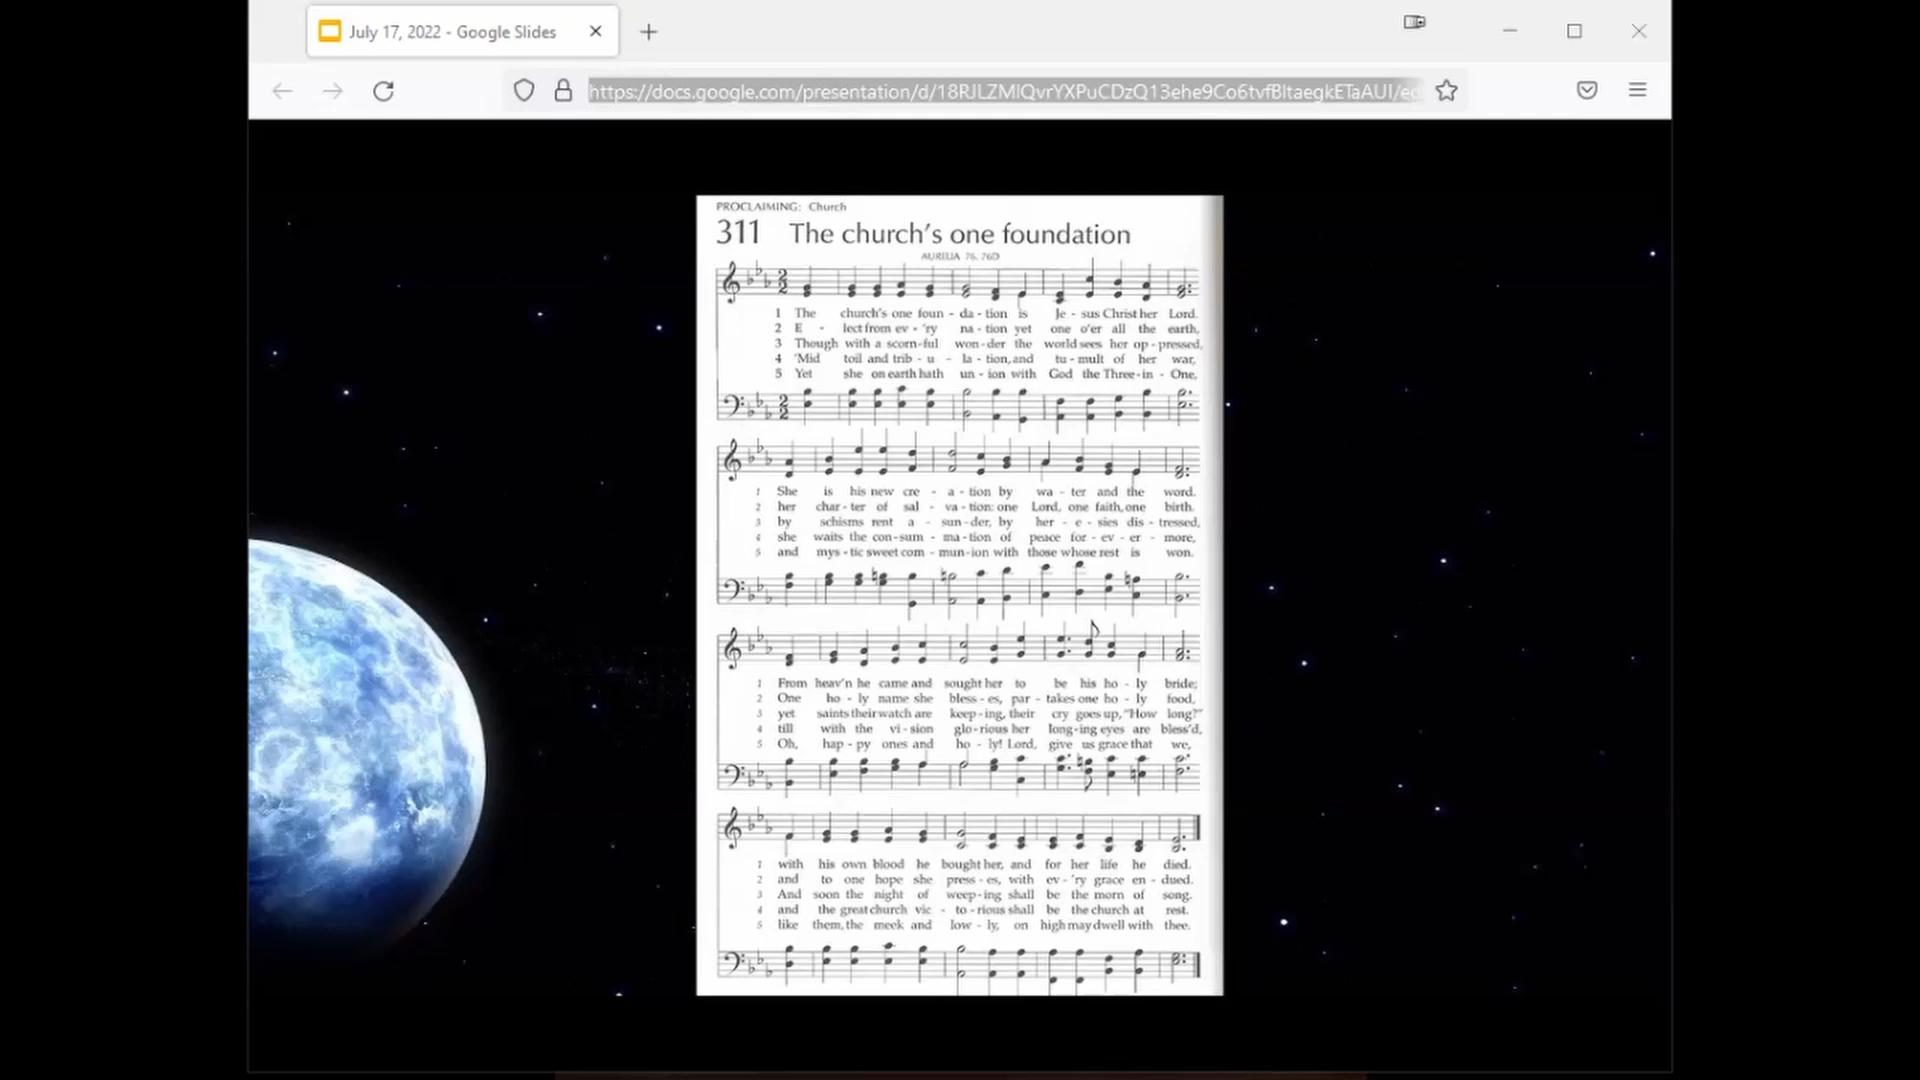 July 17, 2022 - Google Slides
https://docs.google.com/presentation/d/18RJLZMlQvrYXPuCDzQ13ehe9Co6tvfBltaegkETaAUI/ed
PROCLAIMING: Church
311 The church's one foundation
AURELIA 76. 76D
1 The church's one foun - da - tion is Je - sus Christ her Lord.
2 E - lect from ev - 'ry na - tion yet one o'er all the earth,
3 Though with a scorn - ful won - der the world sees her op - pressed,
4 'Mid toil and trib - u - la - tion, and tu - mult of her war,
5 Yet she on earth hath un - ion with God the Three - in - One,
1 She is his new cre - a - tion by wa - ter and the word.
2 her char - ter of sal - va - tion: one Lord, one faith, one birth.
3 by schisms rent a - sun - der, by her - e - sies dis - tressed,
4 she waits the con - sum - ma - tion of peace for - ev - er - more,
5 and mys - tic sweet com - mun - ion with those whose rest is won.
1 From heav'n he came and sought her to be his ho - ly bride;
2 One ho - ly name she bless - es, par - takes one ho - ly food,
3 yet saints their watch are keep - ing, their cry goes up, "How long?"
4 till with the vi - sion glo - rious her long - ing eyes are bless'd,
5 Oh, hap - py ones and ho - ly! Lord, give us grace that we,
1 with his own blood he bought her, and for her life he died.
2 and to one hope she press - es, with ev - 'ry grace en - dued.
3 And soon the night of weep - ing shall be the morn of song.
4 and the great church vic - to - rious shall be the church at rest.
5 like them, the meek and low - ly, on high may dwell with thee.